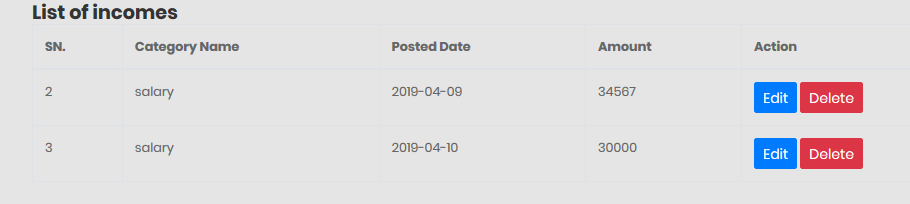 List of incomes
SN. Category Name Posted Date Amount Action
2 salary 2019-04-09 34567 Edit Delete
3 salary 2019-04-10 30000 Edit Delete